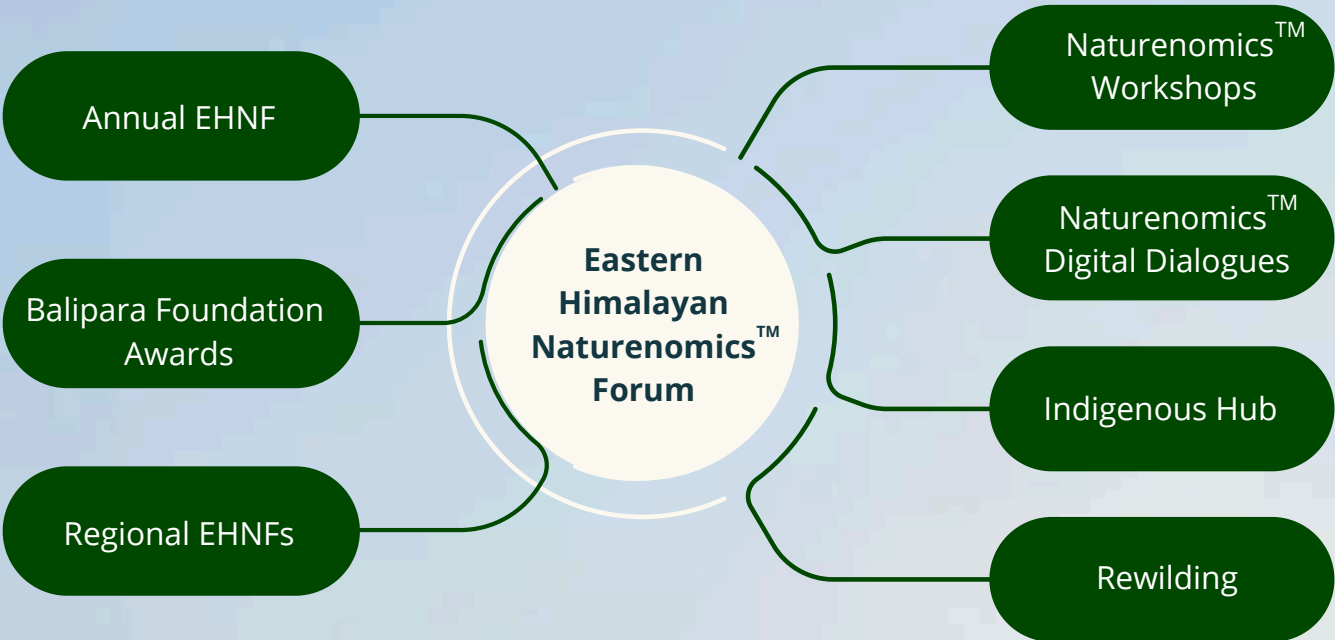 Annual EHNF
Balipara Foundation
Awards
Regional EHNFs
Eastern
Himalayan
Naturenomics™
Forum
Naturenomics™
Workshops
Naturenomics™
Digital Dialogues
Indigenous Hub
Rewilding